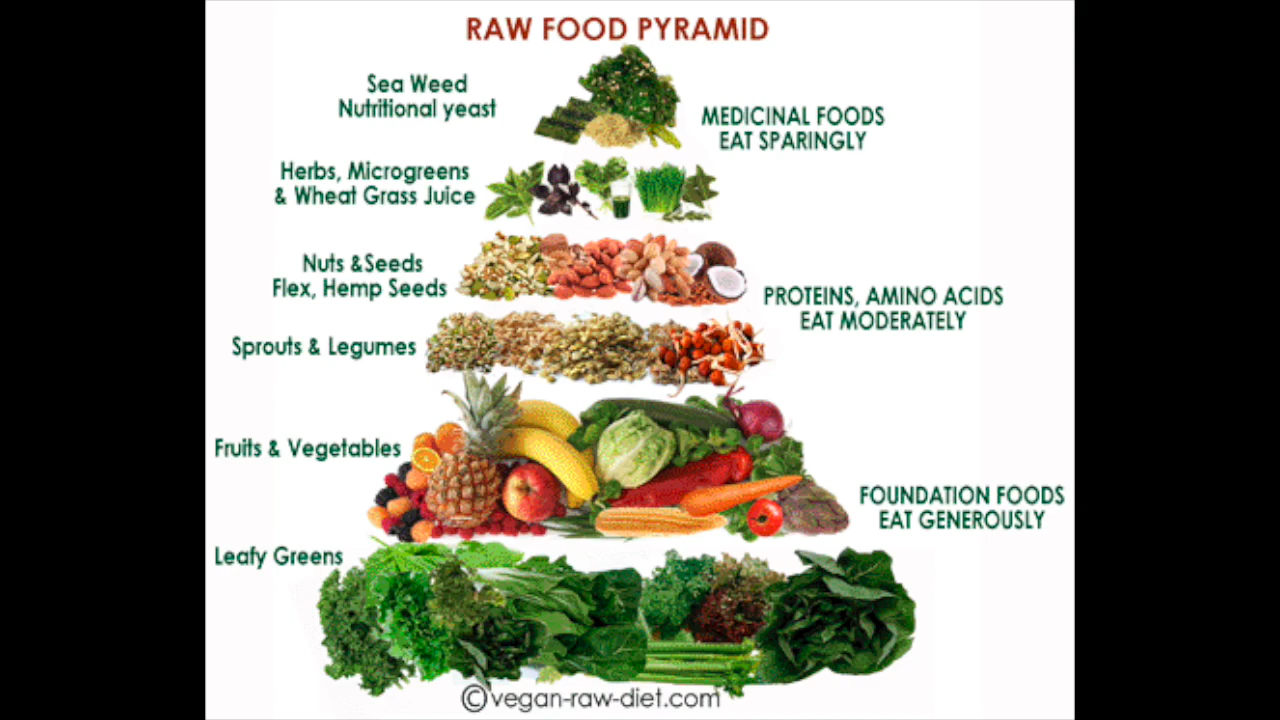 RAW FOOD PYRAMID
Sea Weed
Nutritional yeast
MEDICINAL FOODS
EAT SPARINGLY
Herbs, Microgreens
& Wheat Grass Juice
Nuts &Seeds
Flex, Hemp Seeds
PROTEINS, AMINO ACIDS
EAT MODERATELY
Sprouts & Legumes
Fruits & Vegetables
FOUNDATION FOODS
EAT GENEROUSLY
Leafy Greens
©vegan-raw-diet.com